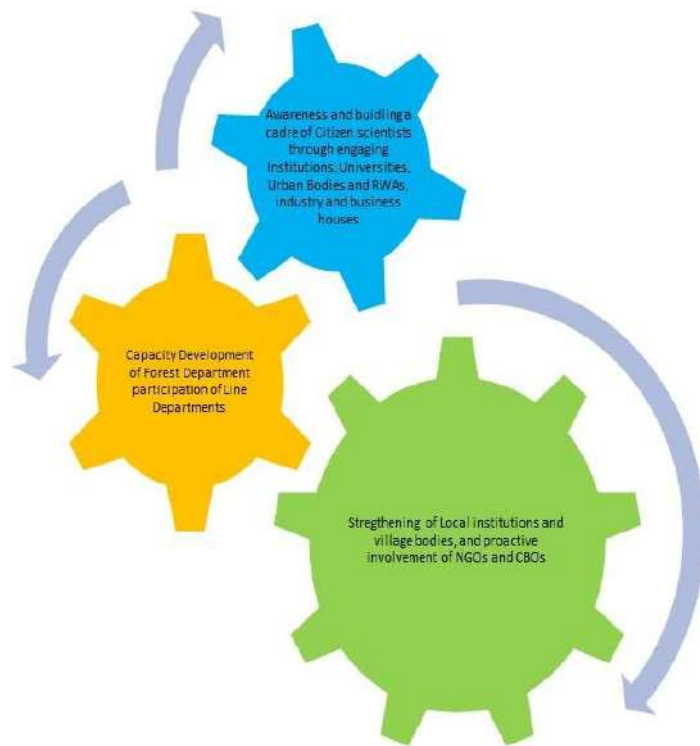 Awareness and buidling a
cadre of Citizen scientists
through engaging
Institutions, Universities,
Urban Bodies and RWAs,
industry and business
houses
Capacity Development
of Forest Department
participation of Line
Departments
Stregthening of Local institutions and
village bodies, and proactive
involvement of NGOs and CBOs